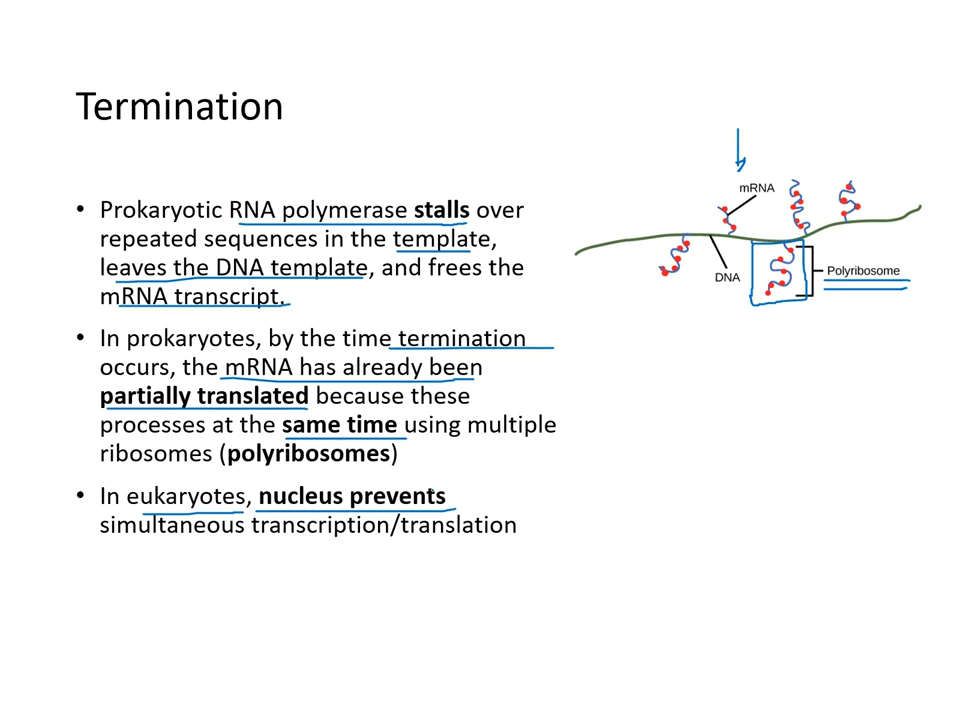 Termination
• Prokaryotic RNA polymerase stalls over
repeated sequences in the template,
leaves the DNA template, and frees the
mRNA transcript.
• In prokaryotes, by the time termination
occurs, the mRNA has already been
partially translated because these
processes at the same time using multiple
ribosomes (polyribosomes)
• In eukaryotes, nucleus prevents
simultaneous transcription/translation
mRNA
DNA
Polyribosome